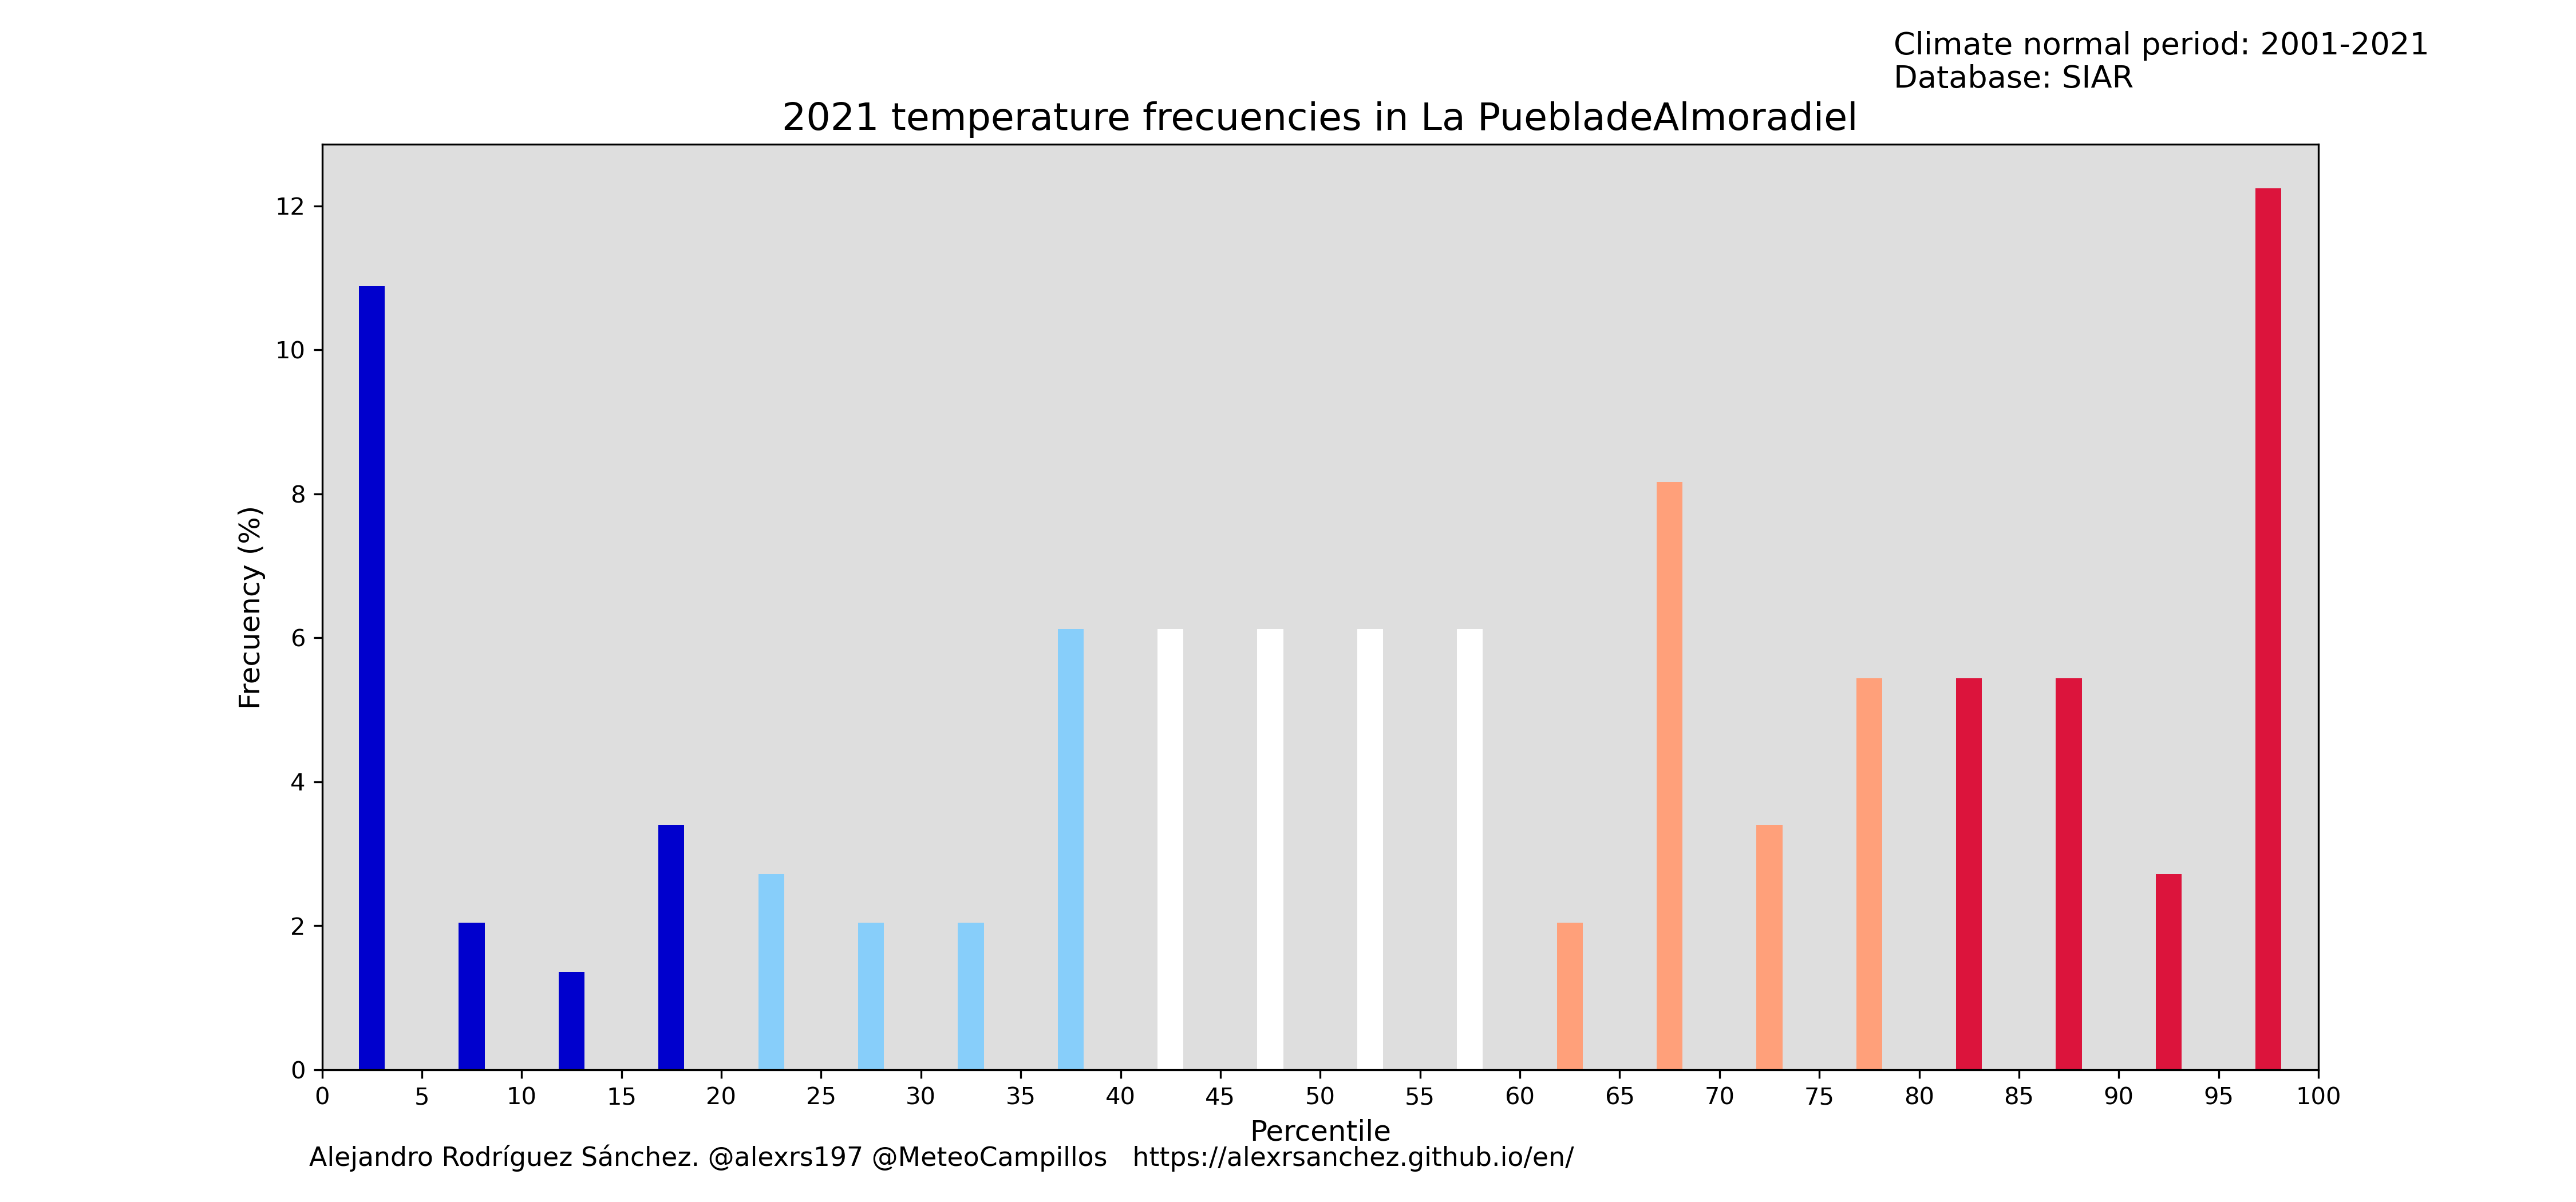 Climate normal period: 2001-2021
Database: SIAR
2021 temperature frecuencies in La PuebladeAlmoradiel
12
10
8
6
4
2
0
Frecuency (%)
0 5 10 15 20 25 30 35 40 45 50 55 60 65 70 75 80 85 90 95 100
Percentile
Alejandro Rodríguez Sánchez. @alexrs197 @MeteoCampillos https://alexrsanchez.github.io/en/